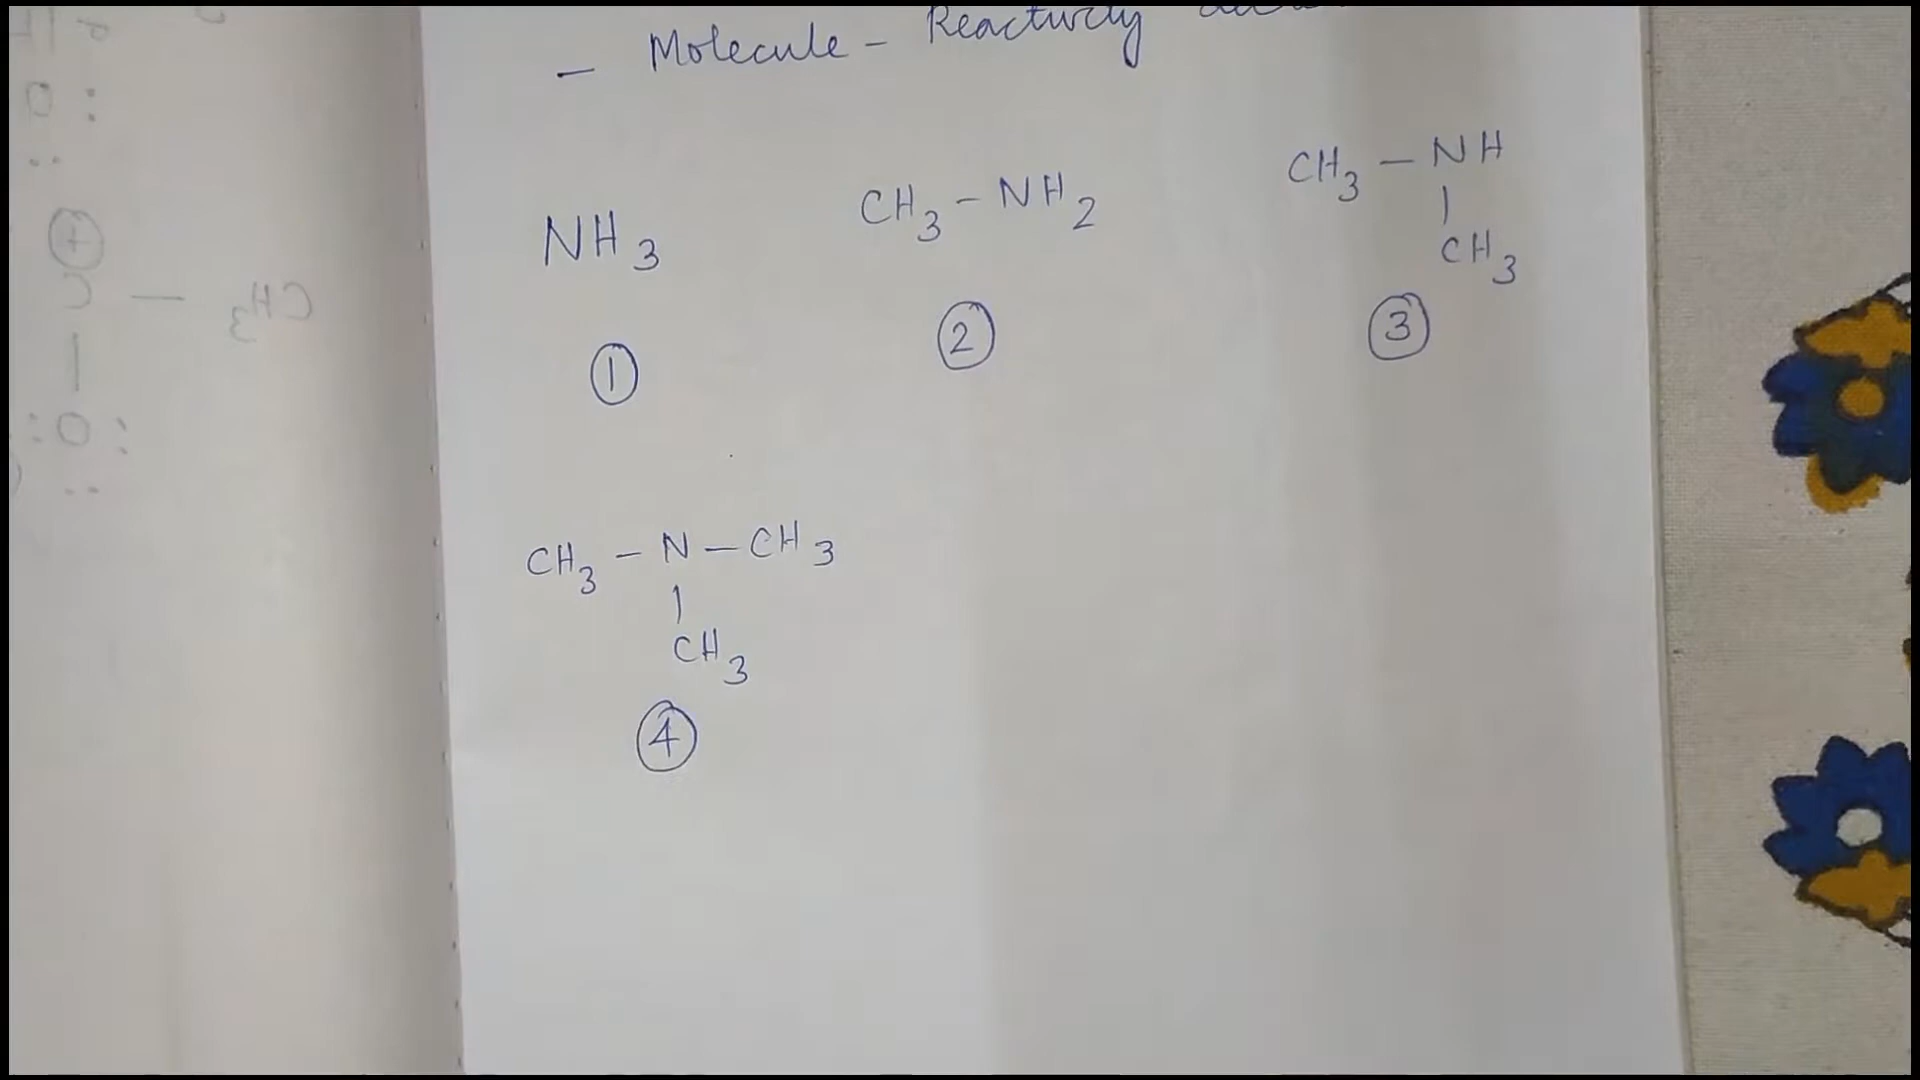 – Molecule – Reactivity
NH3
CH3 – NH2
CH3 – NH
|
CH3
1
2
3
CH3 – N – CH3
|
CH3
4